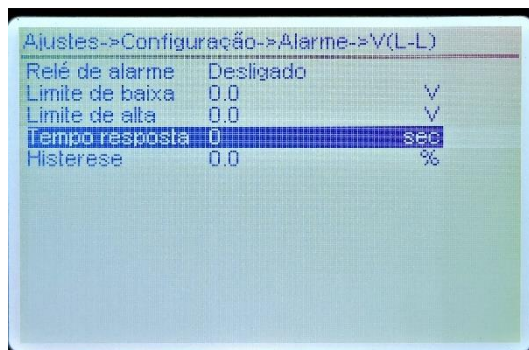 Ajustes->Configuração->Alarme->V(L-L)
Relé de alarme Desligado
Limite de baixa 0.0 V
Limite de alta 0.0 V
Tempo resposta 0 sec
Histerese 0.0 %